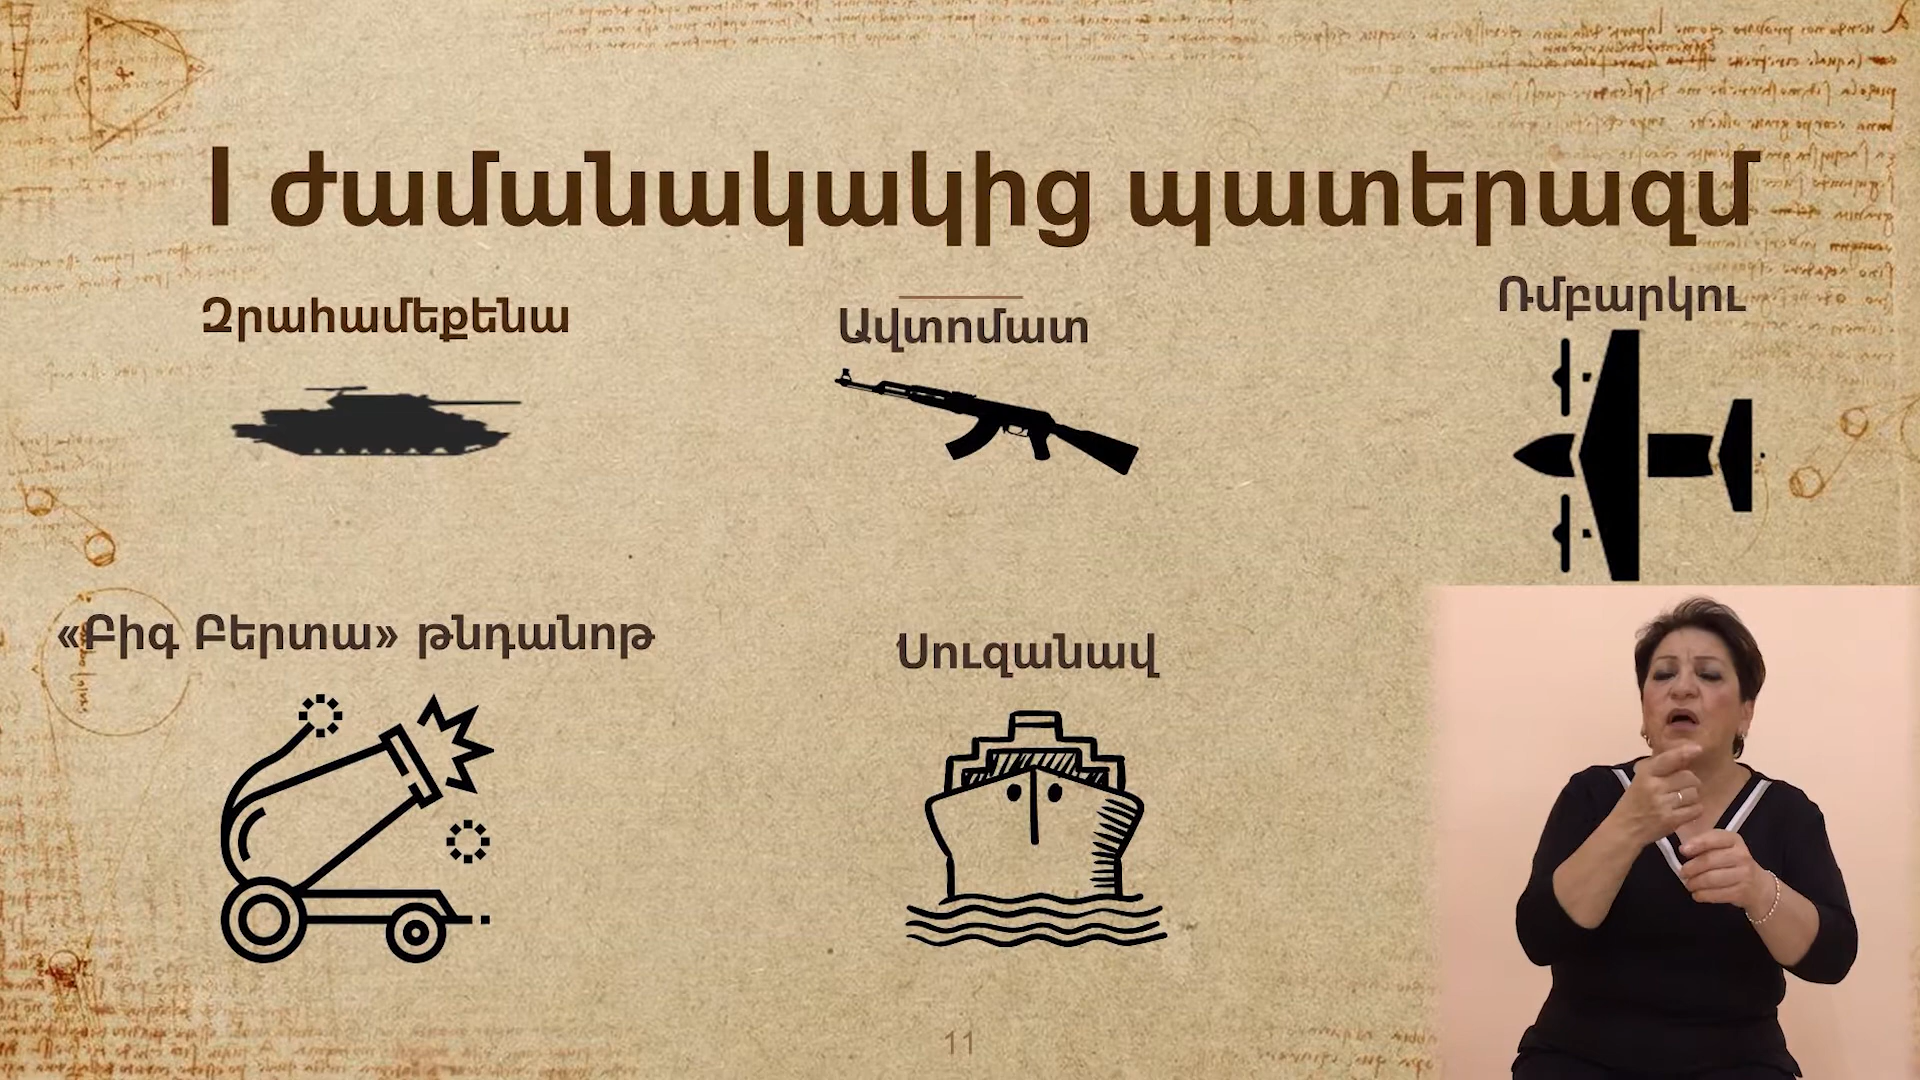 I ժամանակակից պատերազմ
Զրահամեքենա
Ավտոմատ
Ռմբարկու
«Բիգ Բերտա» թնդանոթ
Սուզանավ
11